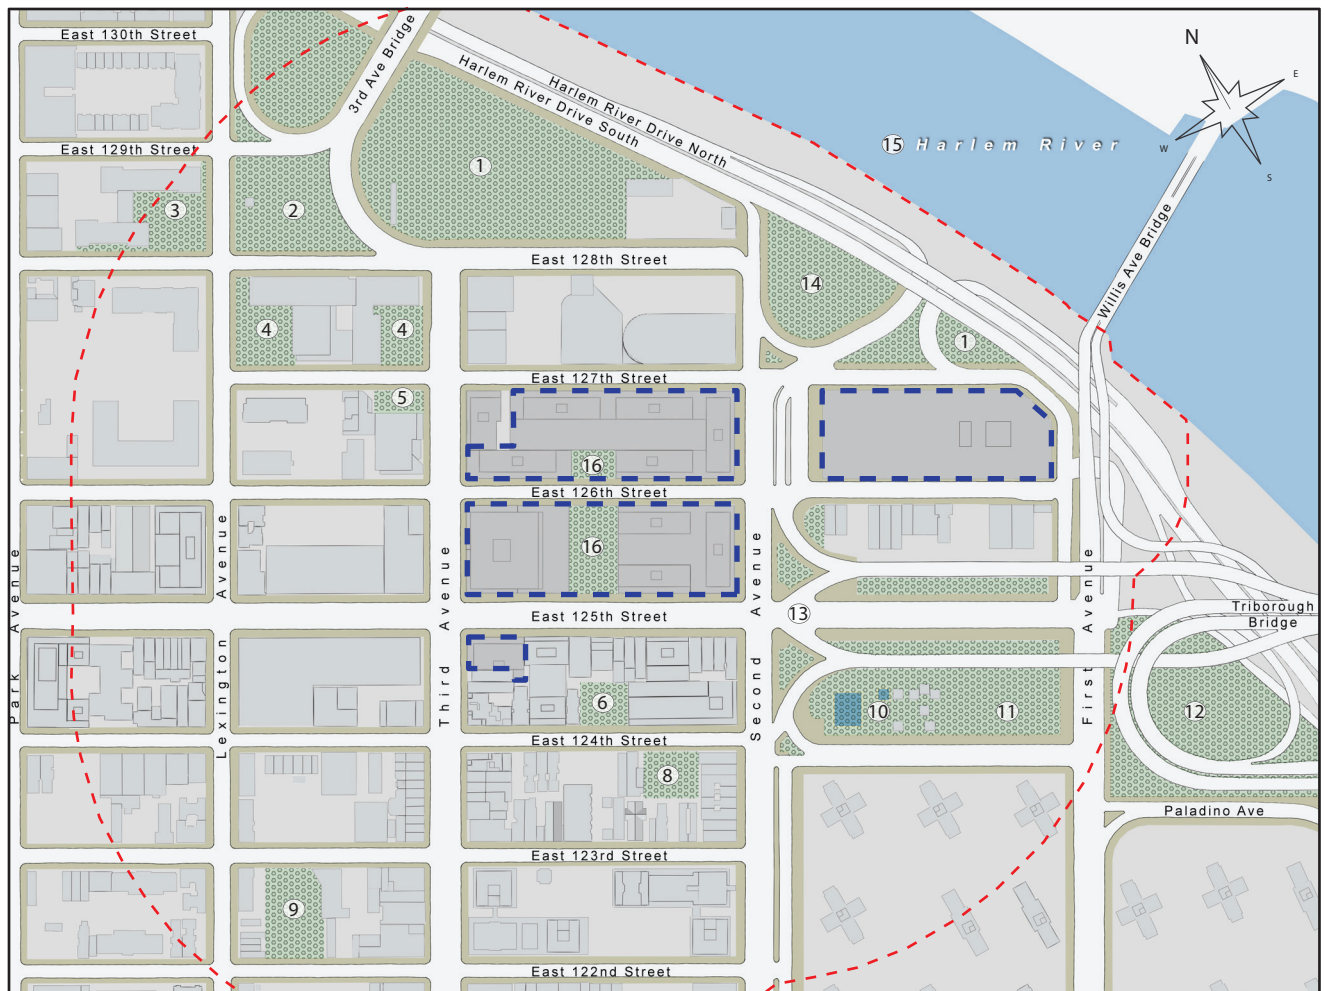 East 130th Street
3rd Ave Bridge
N
E
W
S
Harlem River Drive North
Harlem River Drive South
15 Harlem River
East 129th Street
1
3
2
Willis Ave Bridge
East 128th Street
14
4
4
1
East 127th Street
5
16
East 126th Street
16
Park Avenue
Lexington Avenue
Third Avenue
Second Avenue
First Avenue
East 125th Street
13
Triborough
Bridge
6
10
11
12
East 124th Street
8
Paladino Ave
East 123rd Street
9
East 122nd Street